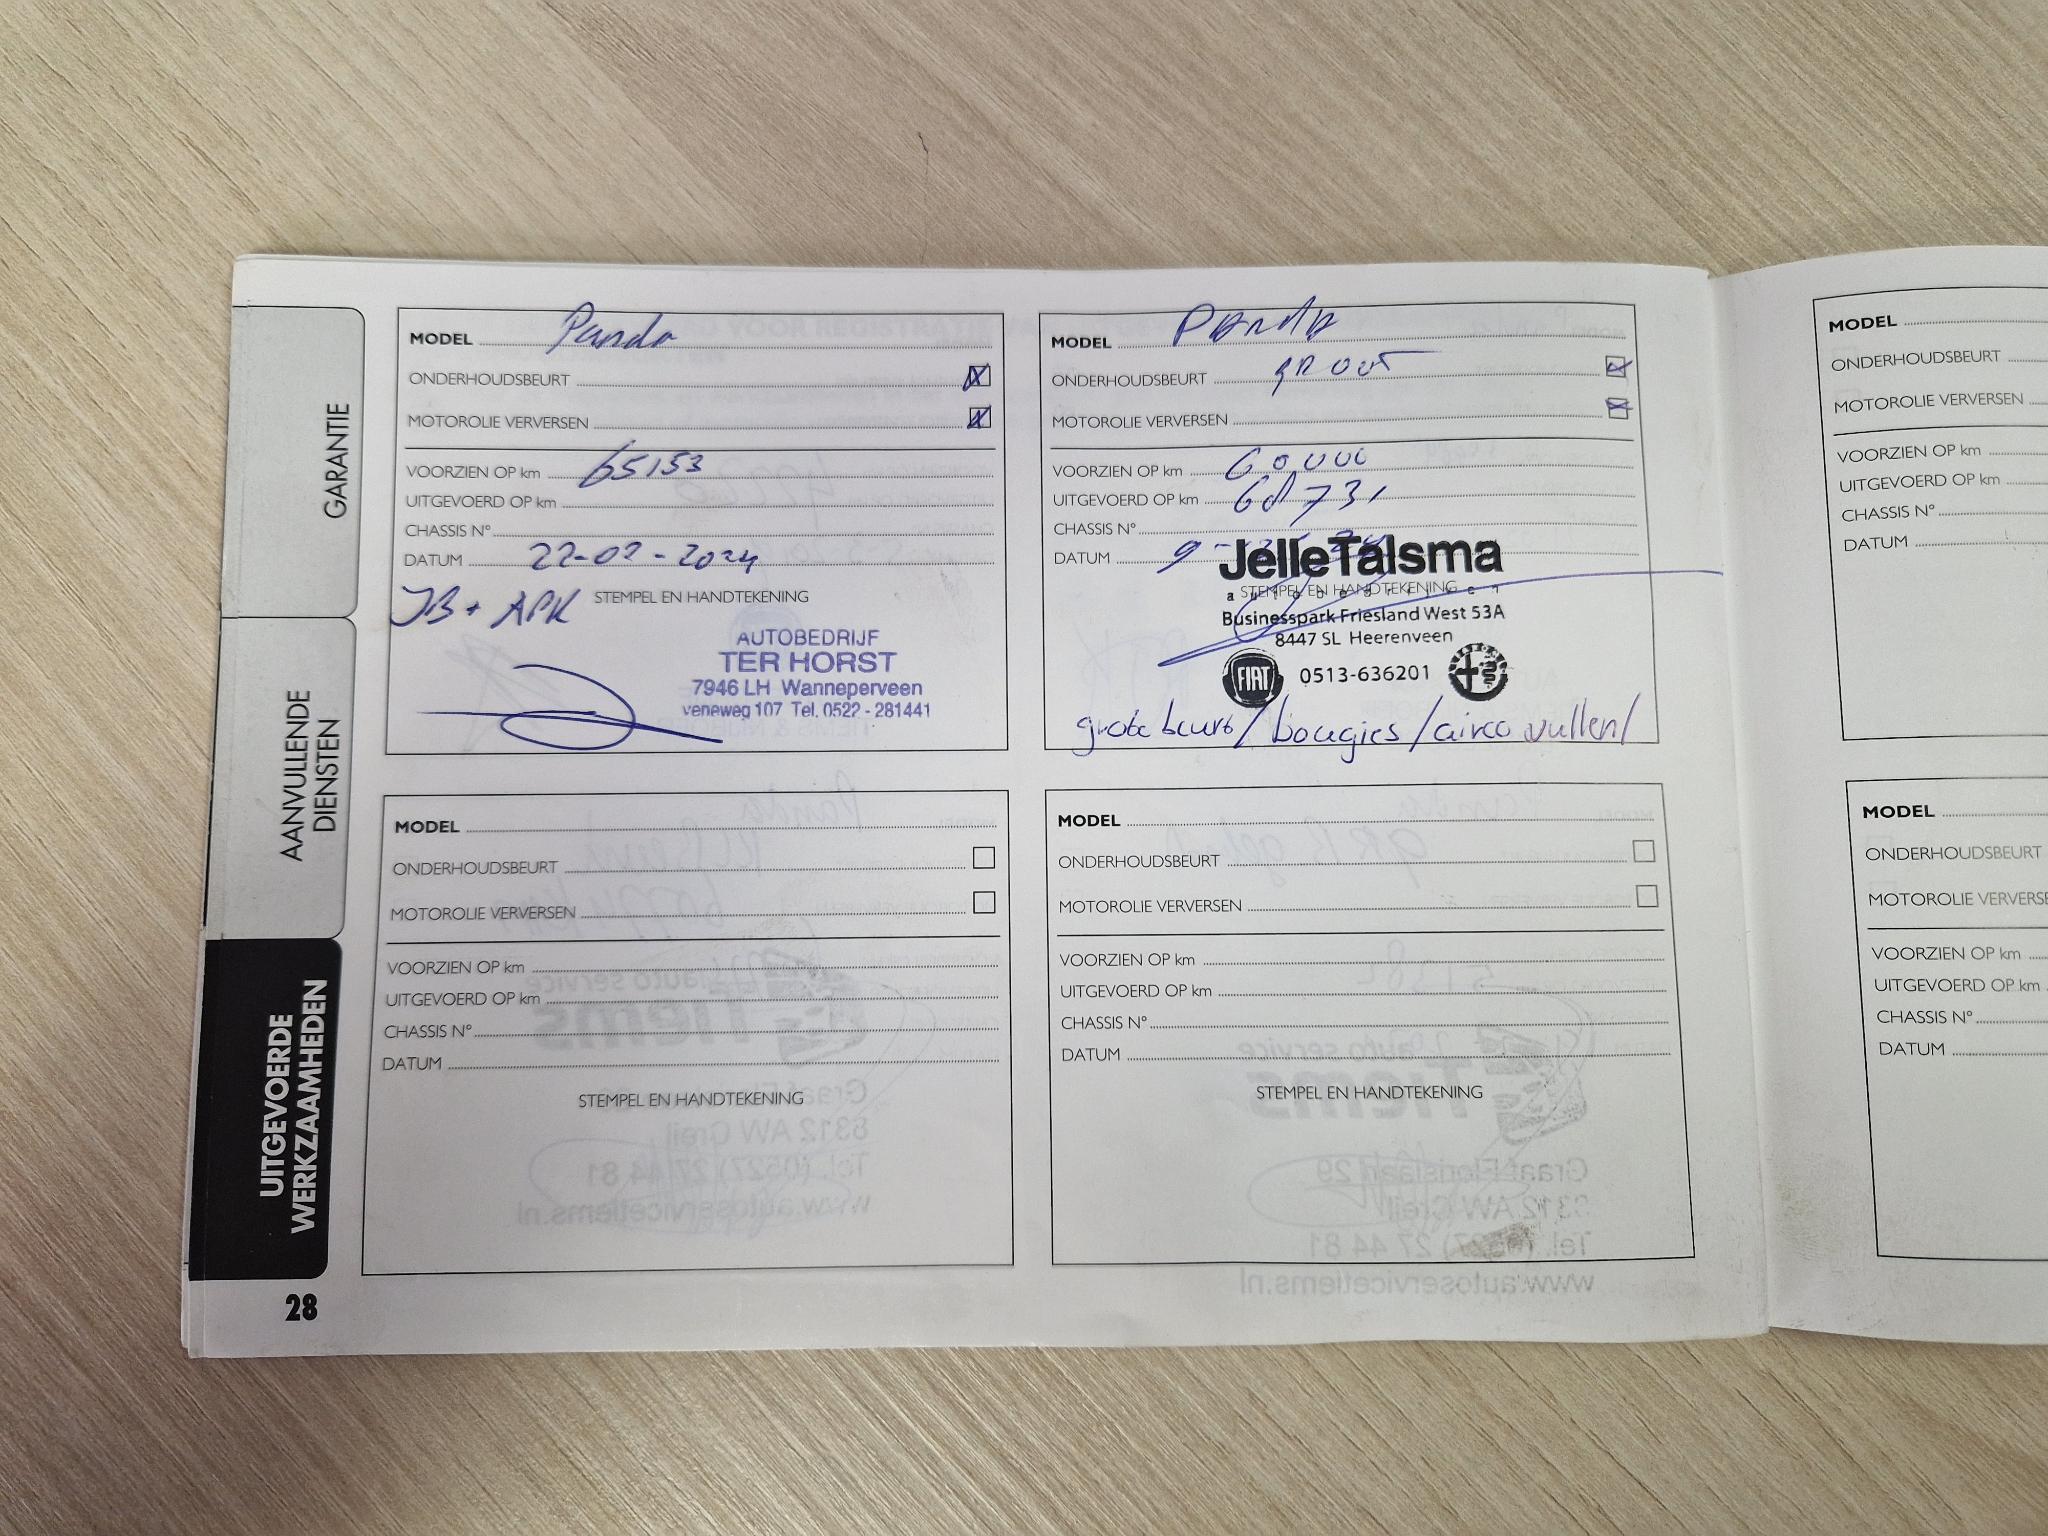 GARANTIE
AANVULLENDE
DIENSTEN
UITGEVOERDE
WERKZAAMHEDEN
28
MODEL Panda
ONDERHOUDSBEURT
MOTOROLIE VERVERSEN
VOORZIEN OP km 65153
UITGEVOERD OP km
CHASSIS N°
DATUM 22-02-2024
JB + APK STEMPEL EN HANDTEKENING
AUTOBEDRIJF
TER HORST
7946 LH Wanneperveen
veneweg 107 Tel. 0522 - 281441
MODEL PANDA
ONDERHOUDSBEURT GROOT
MOTOROLIE VERVERSEN
VOORZIEN OP km 60000
UITGEVOERD OP km
CHASSIS N°
DATUM
JelleTalsma
STEMPEL EN HANDTEKENING
Businesspark Friesland West 53A
8447 SL Heerenveen
FIAT 0513-636201
grote beurt/bougies/airco vullen/
MODEL
ONDERHOUDSBEURT
MOTOROLIE VERVERSEN
VOORZIEN OP km
UITGEVOERD OP km
CHASSIS N°
DATUM
STEMPEL EN HANDTEKENING
MODEL
ONDERHOUDSBEURT
MOTOROLIE VERVERSEN
VOORZIEN OP km
UITGEVOERD OP km
CHASSIS N°
DATUM
STEMPEL EN HANDTEKENING
MODEL
ONDERHOUDSBEURT
MOTOROLIE VERVERSEN
VOORZIEN OP km
UITGEVOERD OP km
CHASSIS N°
DATUM
MODEL
ONDERHOUDSBEURT
MOTOROLIE VERVERSE
VOORZIEN OP km
UITGEVOERD OP km
CHASSIS N°
DATUM